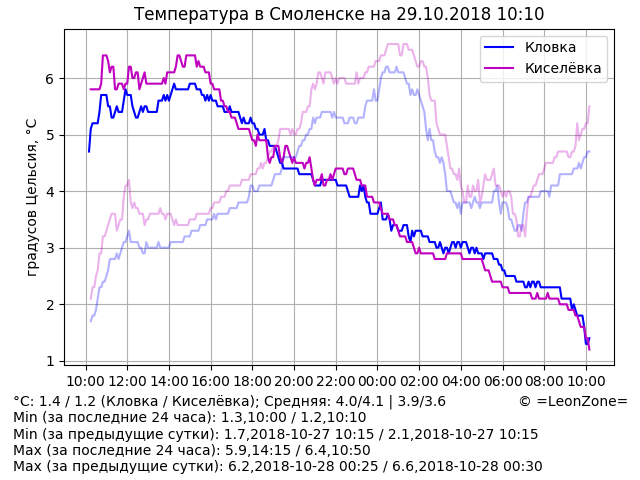 Температура в Смоленске на 29.10.2018 10:10
Кловка
Киселёвка
градусов Цельсия, °C
6
5
4
3
2
1
10:00 12:00 14:00 16:00 18:00 20:00 22:00 00:00 02:00 04:00 06:00 08:00 10:00
°C: 1.4 / 1.2 (Кловка / Киселёвка); Средняя: 4.0/4.1 | 3.9/3.6 © =LeonZone=
Min (за последние 24 часа): 1.3,10:00 / 1.2,10:10
Min (за предыдущие сутки): 1.7,2018-10-27 10:15 / 2.1,2018-10-27 10:15
Max (за последние 24 часа): 5.9,14:15 / 6.4,10:50
Max (за предыдущие сутки): 6.2,2018-10-28 00:25 / 6.6,2018-10-28 00:30